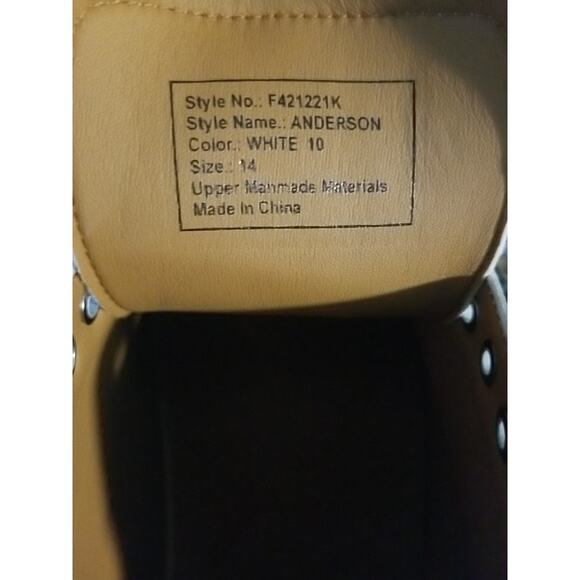 Style No.: F421221K
Style Name.: ANDERSON
Color.: WHITE 10
Size.: 14
Upper Manmade Materials
Made In China